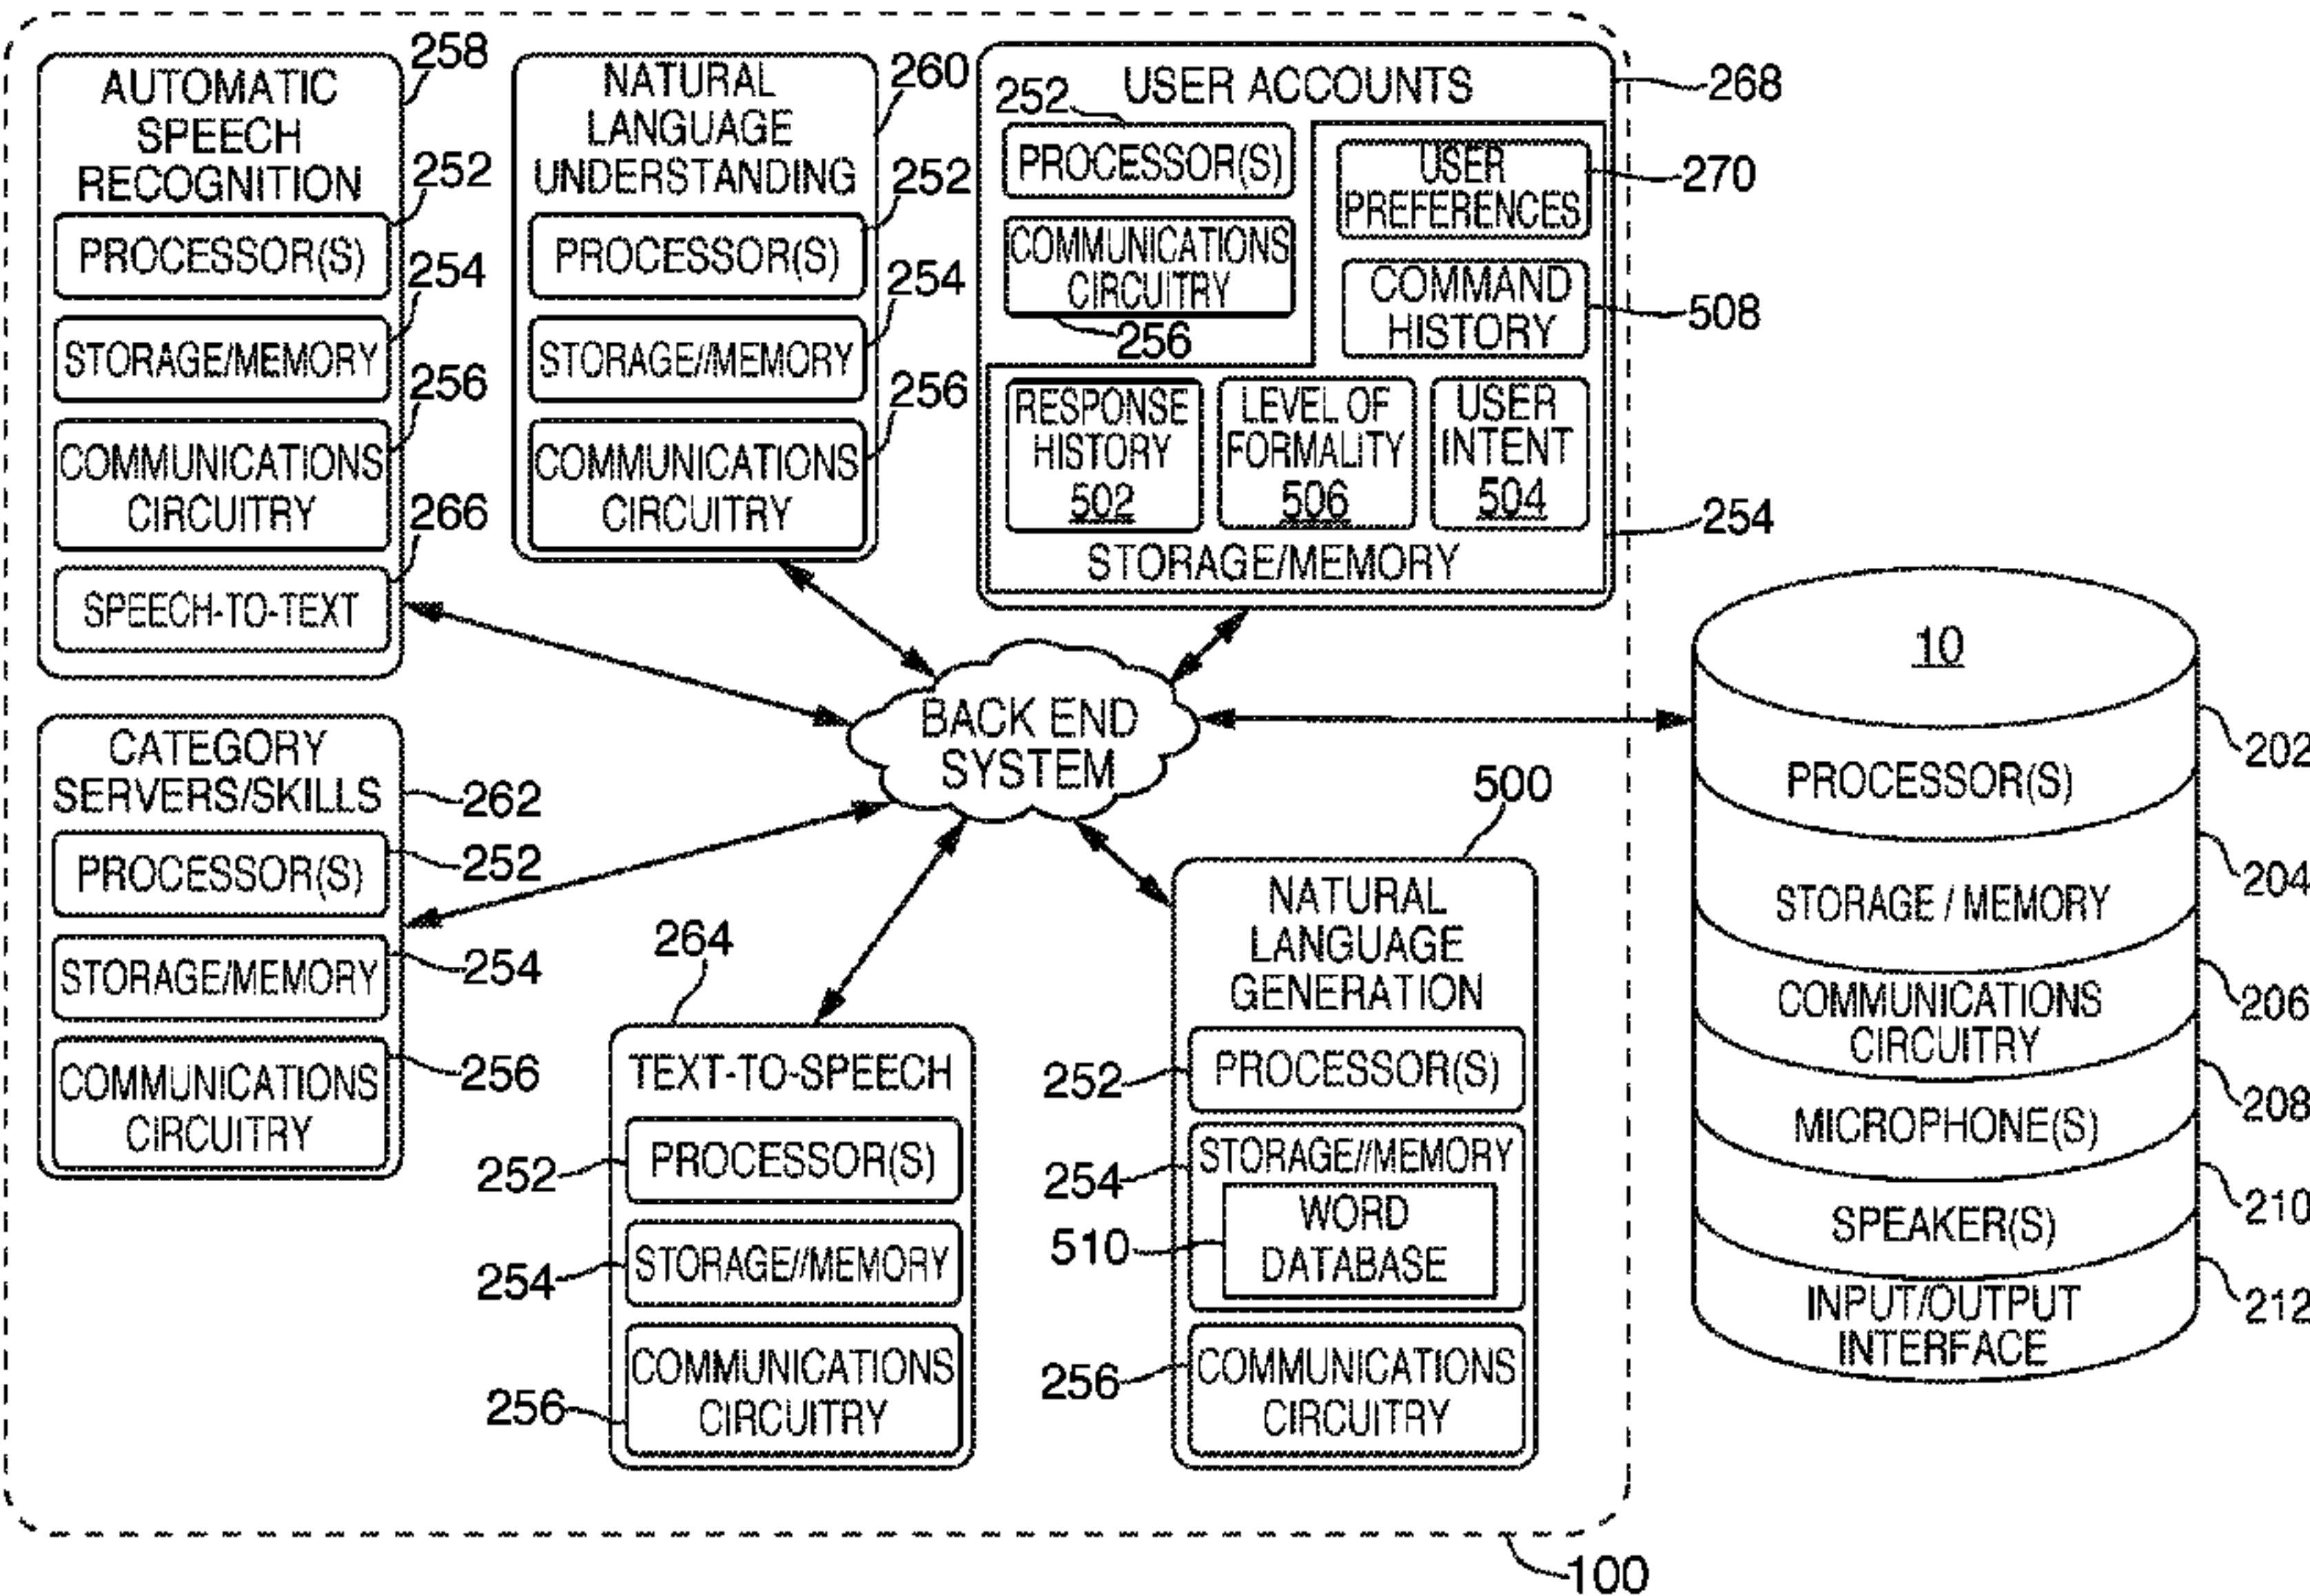 AUTOMATIC
SPEECH
RECOGNITION
258
PROCESSOR(S)
252
STORAGE/MEMORY
254
COMMUNICATIONS
CIRCUITRY
256
SPEECH-TO-TEXT
266
NATURAL
LANGUAGE
UNDERSTANDING
260
PROCESSOR(S)
252
STORAGE//MEMORY
254
COMMUNICATIONS
CIRCUITRY
256
USER ACCOUNTS
268
252
PROCESSOR(S)
COMMUNICATIONS
CIRCUITRY
256
USER
PREFERENCES
270
COMMAND
HISTORY
508
RESPONSE
HISTORY
502
LEVEL OF
FORMALITY
506
USER
INTENT
504
STORAGE/MEMORY
254
BACK END
SYSTEM
CATEGORY
SERVERS/SKILLS
262
PROCESSOR(S)
252
STORAGE/MEMORY
254
COMMUNICATIONS
CIRCUITRY
256
264
TEXT-TO-SPEECH
252
PROCESSOR(S)
254
STORAGE//MEMORY
256
COMMUNICATIONS
CIRCUITRY
500
NATURAL
LANGUAGE
GENERATION
252
PROCESSOR(S)
254
STORAGE//MEMORY
510
WORD
DATABASE
256
COMMUNICATIONS
CIRCUITRY
10
202
PROCESSOR(S)
204
STORAGE / MEMORY
206
COMMUNICATIONS
CIRCUITRY
208
MICROPHONE(S)
210
SPEAKER(S)
212
INPUT/OUTPUT
INTERFACE
100